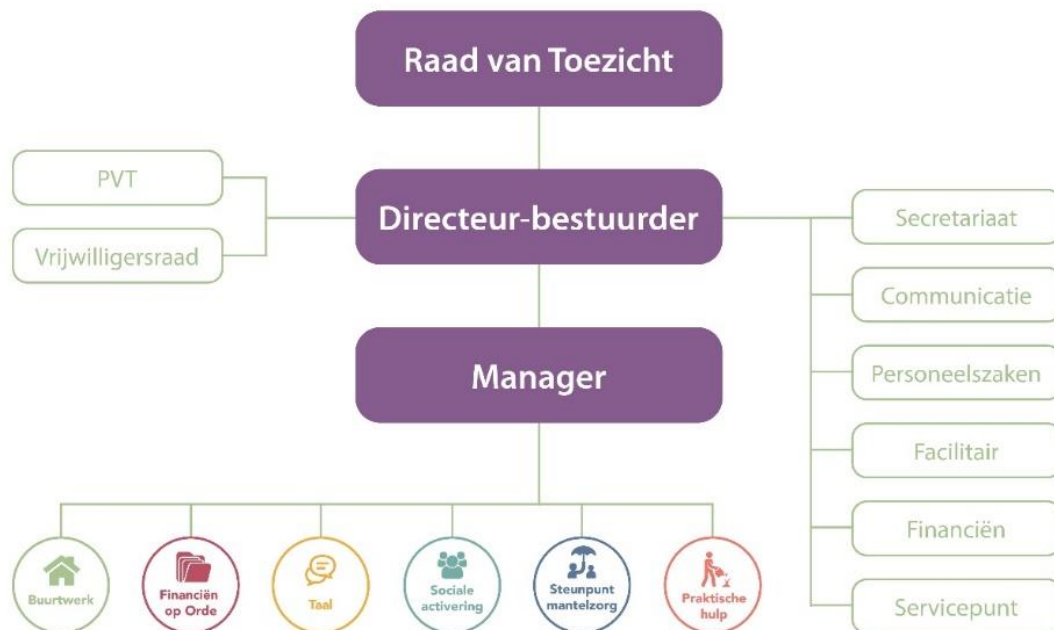 Raad van Toezicht
PVT
Vrijwilligersraad
Directeur-bestuurder
Secretariaat
Communicatie
Personeelszaken
Facilitair
Financiën
Servicepunt
Manager
Buurtwerk
Financiën
op Orde
Taal
Sociale
activering
Steunpunt
mantelzorg
Praktische
hulp